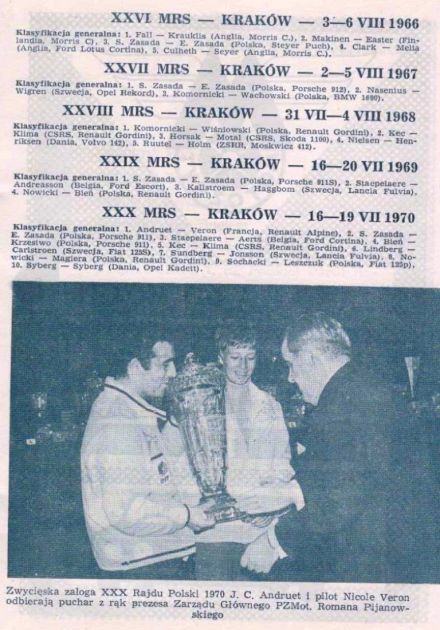 XXVI MRS — KRAKÓW — 3—6 VIII 1966
Klasyfikacja generalna: 1. Fall — Krauklis (Anglia, Morris C.), 2. Makinen — Easter (Fin-
landia, Morris C), 3. S. Zasada — E. Zasada (Polska, Steyer Puch), 4. Clark — Melia
(Anglia, Ford Lotus Cortina), 5. Culheth — Seyer (Anglia, Morris C.).
XXVII MRS — KRAKÓW — 2—5 VIII 1967
Klasyfikacja generalna: 1. S. Zasada — E. Zasada (Polska, Porsche 912), 2. Nasenius —
Wigren (Szwecja, Opel Rekord), 3. Komornicki — Wachowski (Polska, BMW 1600).
XXVIII MRS — KRAKÓW — 31 VII—4 VIII 1968
Klasyfikacja generalna: 1. Komornicki — Wiśniowski (Polska, Renault Gordini), 2. Kec —
Klima (CSRS, Renault Gordini), 3. Horsak — Motal (CSRS, Skoda 1100), 4. Nielsen — Hen-
riksen (Dania, Volvo 142), 5. Ruutel — Holm (ZSRR, Moskwicz 412).
XXIX MRS — KRAKÓW — 16—20 VII 1969
Klasyfikacja generalna: 1. S. Zasada — E. Zasada (Polska, Porsche 911S), 2. Staepelaere —
Andreasson (Belgia, Ford Escort), 3. Kallstroem — Haggbom (Szwecja, Lancia Fulvia),
4. Nowicki — Bień (Polska, Renault Gordini).
XXX MRS — KRAKÓW — 16—19 VII 1970
Klasyfikacja generalna: 1. Andruet — Veron (Francja, Renault Alpine), 2. S. Zasada —
E. Zasada (Polska, Porsche 911), 3. Staepelaere — Aerts (Belgia, Ford Cortina), 4. Bień —
Krzesiwo (Polska, Porsche 911), 5. Kec — Klima (CSRS, Renault Gordini), 6. Lindberg —
Carlstroen (Szwecja, Fiat 125S), 7. Sundberg — Jonsson (Szwecja, Lancia Fulvia), 8. No-
wicki — Magiera (Polska, Renault Gordini), 9. Sochacki — Leszczuk (Polska, Fiat 125p),
10. Syberg — Syberg (Dania, Opel Kadett).
Zwycięska załoga XXX Rajdu Polski 1970 J. C. Andruet i pilot Nicole Veron
odbierają puchar z rąk prezesa Zarządu Głównego PZMot. Romana Pijanow-
skiego